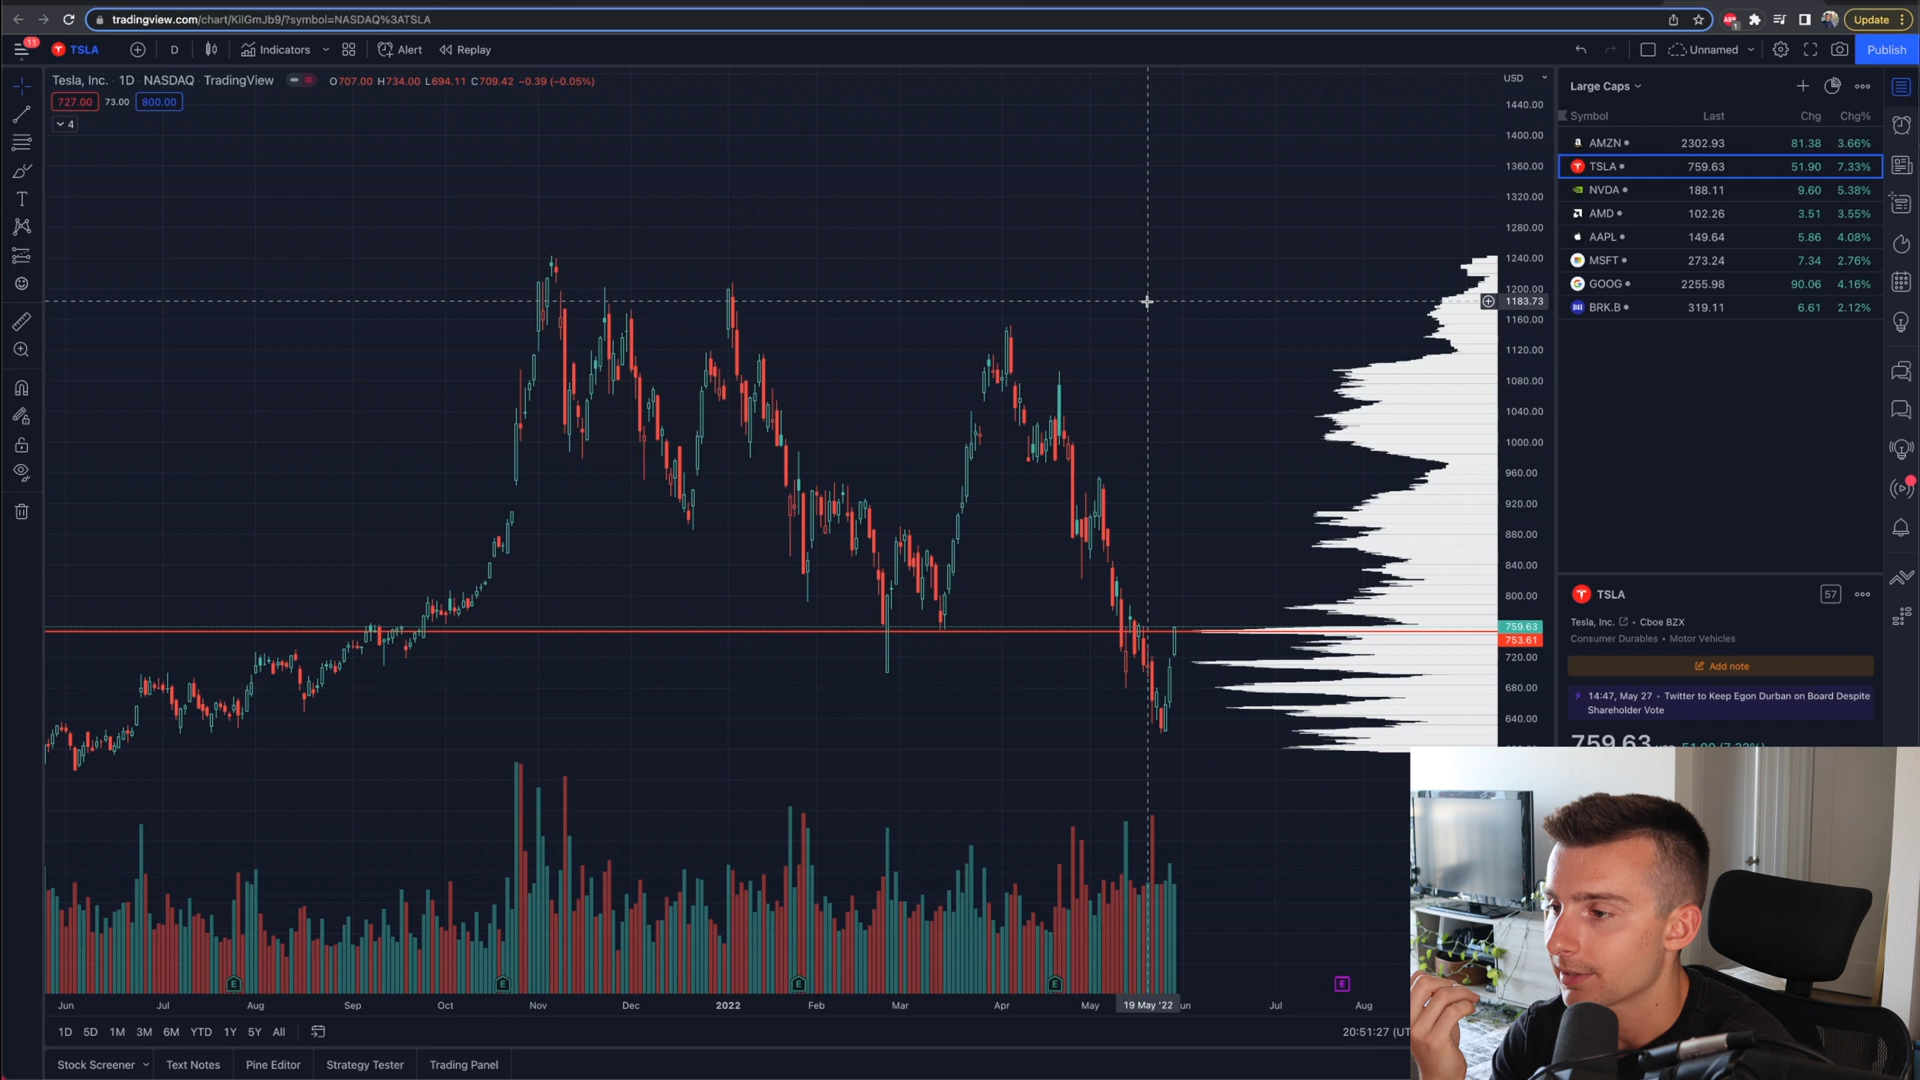 tradingview.com/chart/KilGmJb9/?symbol=NASDAQ%3ATSLA
Update
11
TSLA
D
Indicators
Alert
Replay
Unnamed
Publish
Tesla, Inc. · 1D · NASDAQ · TradingView
O707.00 H734.00 L694.11 C709.42 −0.39 (−0.05%)
727.00 73.00 800.00
4
USD
1440.00
1400.00
1360.00
1320.00
1280.00
1240.00
1200.00
1183.73
1160.00
1120.00
1080.00
1040.00
1000.00
960.00
920.00
880.00
840.00
800.00
759.63
753.61
720.00
680.00
640.00
Large Caps
Symbol Last Chg Chg%
AMZN 2302.93 81.38 3.66%
TSLA 759.63 51.90 7.33%
NVDA 188.11 9.60 5.38%
AMD 102.26 3.51 3.55%
AAPL 149.64 5.86 4.08%
MSFT 273.24 7.34 2.76%
GOOG 2255.98 90.06 4.16%
BRK.B 319.11 6.61 2.12%
TSLA
57
Tesla, Inc. • Cboe BZX
Consumer Durables • Motor Vehicles
Add note
14:47, May 27 • Twitter to Keep Egon Durban on Board Despite
Shareholder Vote
759.63
E E E E E
Jun Jul Aug Sep Oct Nov Dec 2022 Feb Mar Apr May 19 May '22 un Jul Aug
1D 5D 1M 3M 6M YTD 1Y 5Y All
20:51:27 (UT
Stock Screener Text Notes Pine Editor Strategy Tester Trading Panel